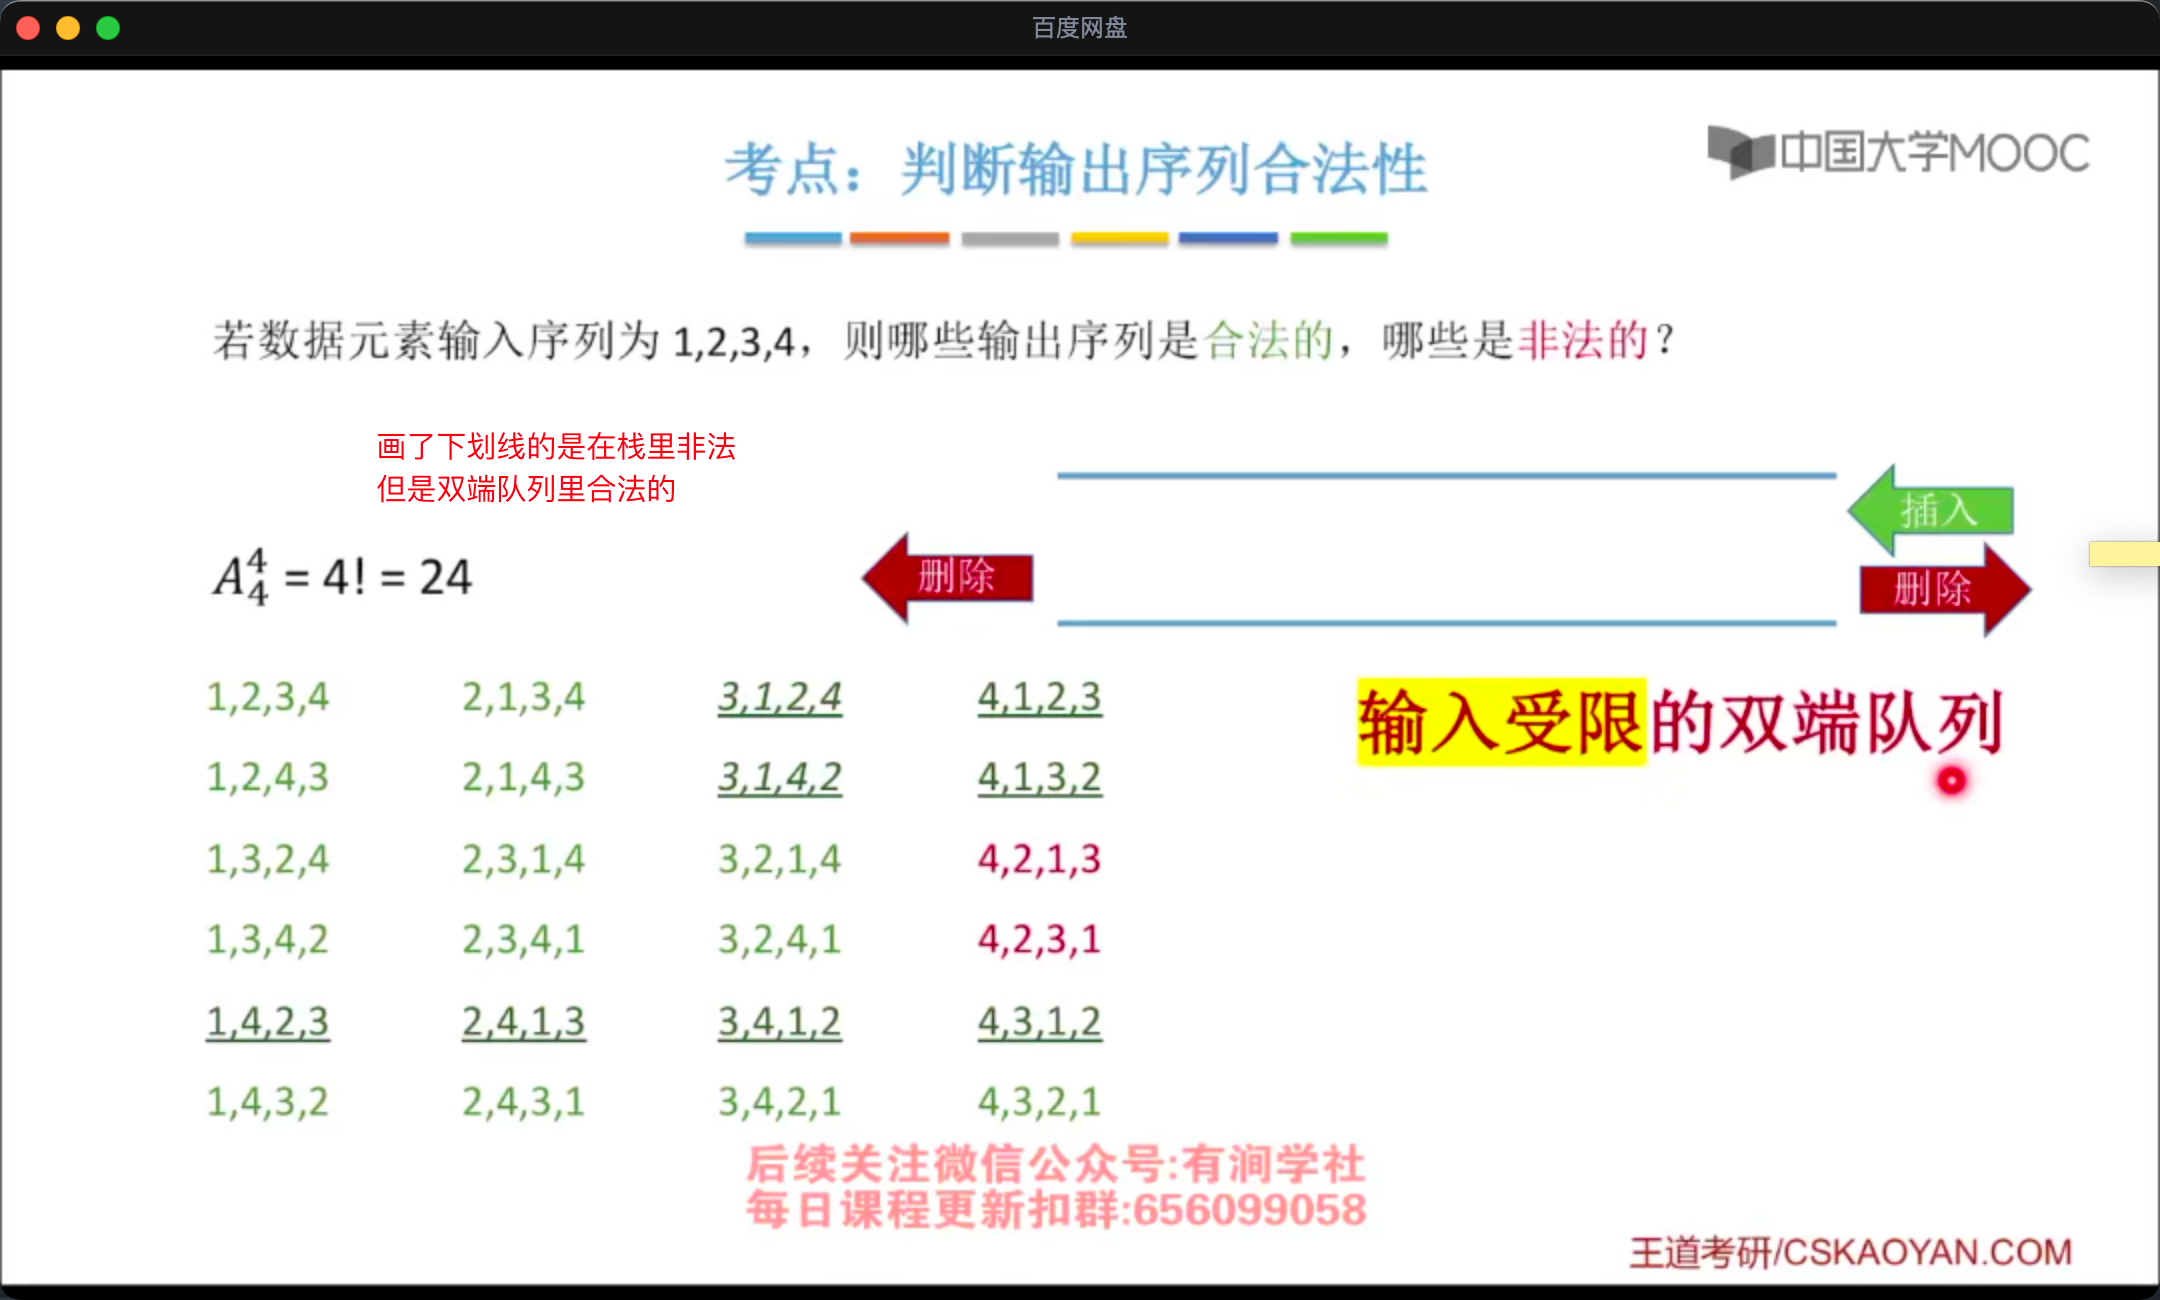 百度网盘
考点：判断输出序列合法性
中国大学MOOC
若数据元素输入序列为 1,2,3,4，则哪些输出序列是合法的，哪些是非法的？
画了下划线的是在栈里非法
但是双端队列里合法的
插入
删除
删除
A₄⁴ = 4! = 24
输入受限的双端队列
1,2,3,4 2,1,3,4 3,1,2,4 4,1,2,3
1,2,4,3 2,1,4,3 3,1,4,2 4,1,3,2
1,3,2,4 2,3,1,4 3,2,1,4 4,2,1,3
1,3,4,2 2,3,4,1 3,2,4,1 4,2,3,1
1,4,2,3 2,4,1,3 3,4,1,2 4,3,1,2
1,4,3,2 2,4,3,1 3,4,2,1 4,3,2,1
后续关注微信公众号:有涧学社
每日课程更新扣群:656099058
王道考研/CSKAOYAN.COM